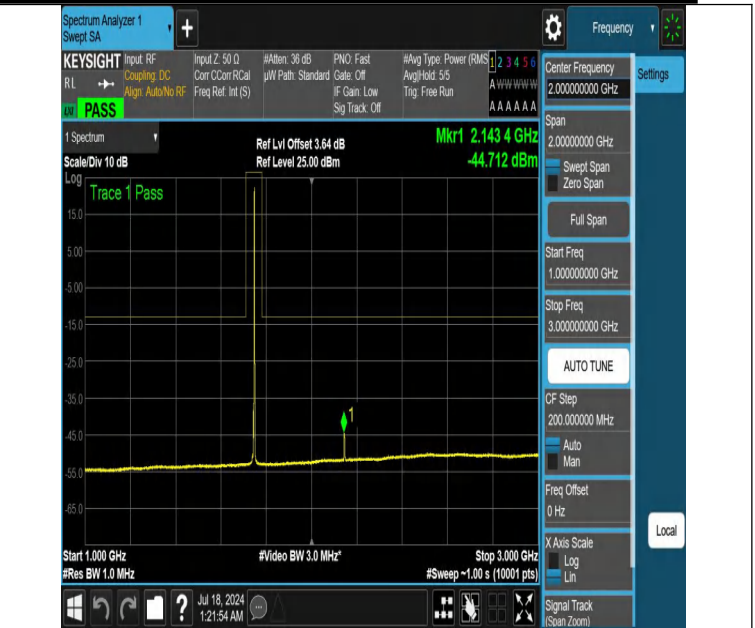 Spectrum Analyzer 1
Swept SA
+
Frequency
KEYSIGHT
RL
PASS
Input: RF
Coupling: DC
Align: Auto/No RF
Input Z: 50 Ω
Corr CCorr RCal
Freq Ref: Int (S)
#Atten: 36 dB
µW Path: Standard
PNO: Fast
Gate: Off
IF Gain: Low
Sig Track: Off
#Avg Type: Power (RMS
Avg|Hold: 5/5
Trig: Free Run
1 2 3 4 5 6
A W W W W W
A A A A A A
1 Spectrum
Scale/Div 10 dB
Ref Lvl Offset 3.64 dB
Ref Level 25.00 dBm
Mkr1 2.143 4 GHz
-44.712 dBm
Log
Trace 1 Pass
15.0
5.00
-5.00
-15.0
-25.0
-35.0
-45.0
-55.0
-65.0
1
Start 1.000 GHz
#Res BW 1.0 MHz
#Video BW 3.0 MHz*
Stop 3.000 GHz
#Sweep ~1.00 s (10001 pts)
?
Jul 18, 2024
1:21:54 AM
Center Frequency
2.000000000 GHz
Settings
Span
2.00000000 GHz
Swept Span
Zero Span
Full Span
Start Freq
1.000000000 GHz
Stop Freq
3.000000000 GHz
AUTO TUNE
CF Step
200.000000 MHz
Auto
Man
Freq Offset
0 Hz
X Axis Scale
Log
Lin
Local
Signal Track
(Span Zoom)